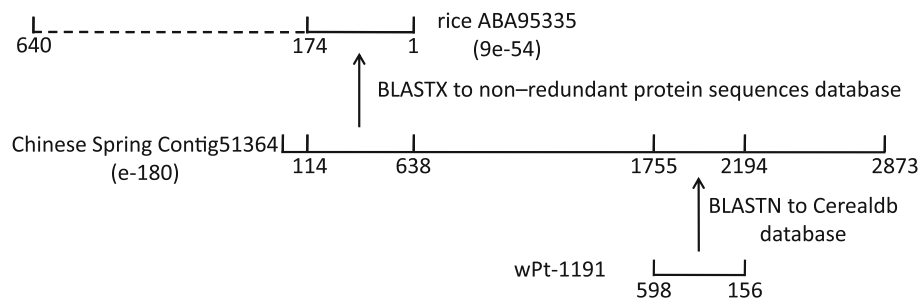 rice ABA95335
(9e-54)
640 174 1
BLASTX to non–redundant protein sequences database
Chinese Spring Contig51364
(e-180)
114 638 1755 2194 2873
BLASTN to Cerealdb
database
wPt-1191
598 156